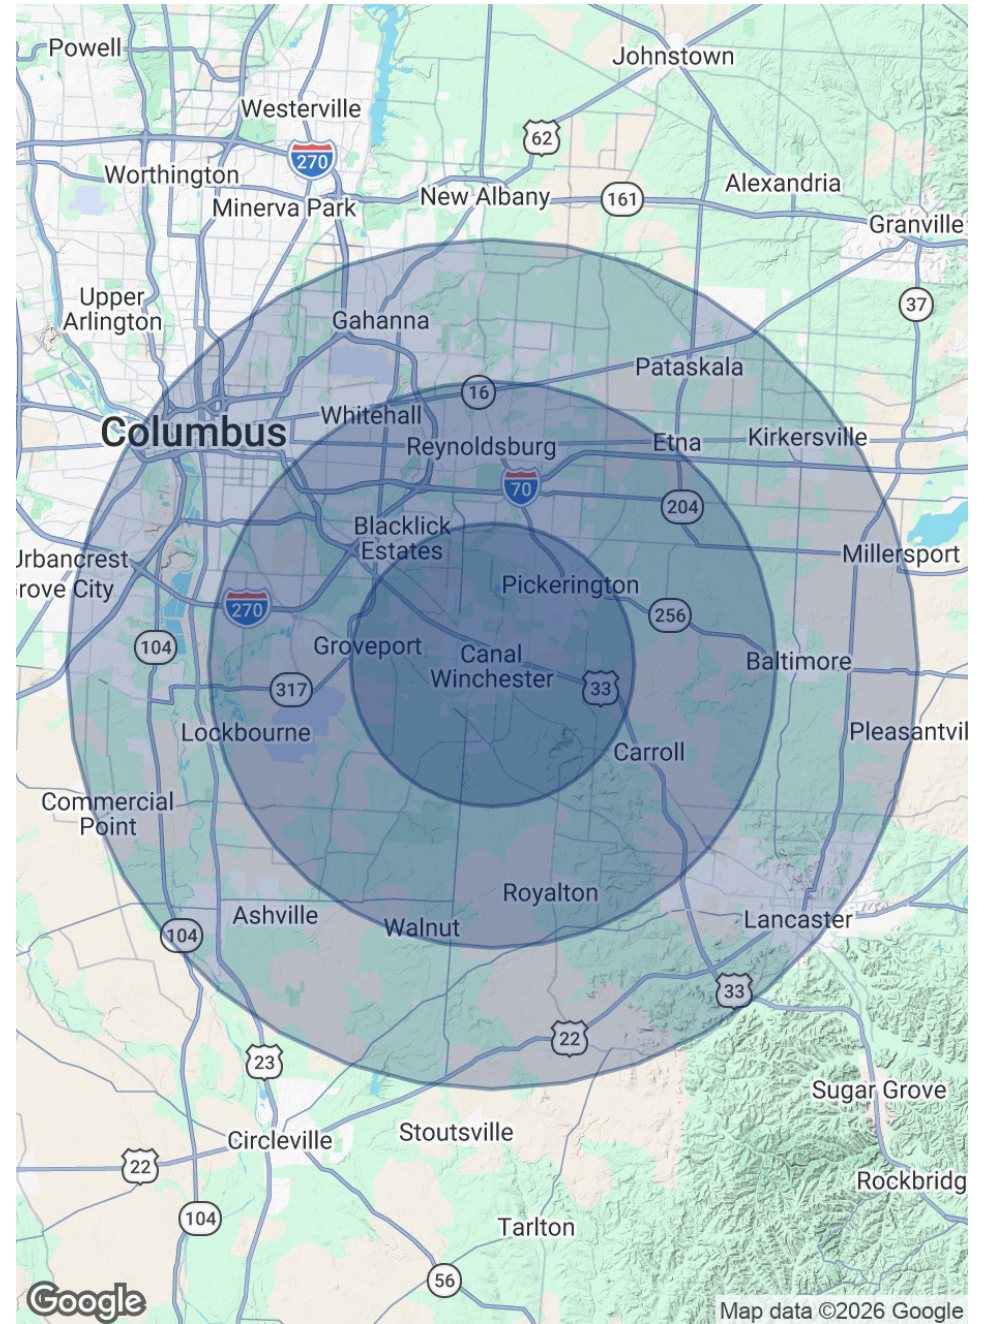 Powell
Johnstown
Westerville
62
270
Worthington
Alexandria
New Albany
161
Minerva Park
Granville
Upper
Arlington
37
Gahanna
Pataskala
16
Whitehall
Columbus
Reynoldsburg
Etna
Kirkersville
70
204
Blacklick
Estates
Millersport
Urbancrest
Pickerington
rove City
270
256
104
Groveport
Canal
Winchester
Baltimore
317
33
Lockbourne
Carroll
Pleasantvil
Commercial
Point
Royalton
Ashville
Walnut
Lancaster
104
33
22
23
Sugar Grove
Circleville
Stoutsville
22
Rockbridg
104
Tarlton
56
Google
Map data ©2026 Google